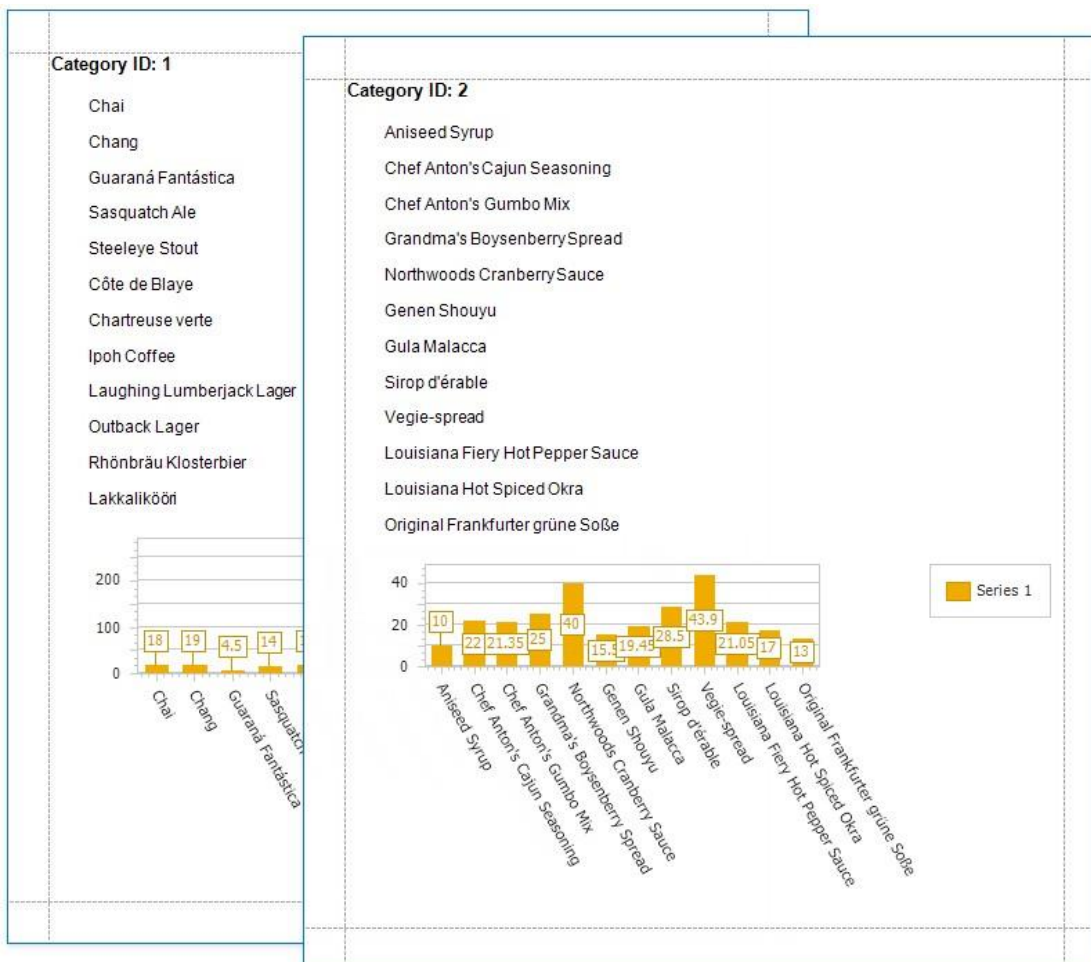 Category ID: 1
Chai
Chang
Guaraná Fantástica
Sasquatch Ale
Steeleye Stout
Côte de Blaye
Chartreuse verte
Ipoh Coffee
Laughing Lumberjack Lager
Outback Lager
Rhönbräu Klosterbier
Lakkalikööri
200
100
0
18
19
4.5
14
Chai
Chang
Guaraná Fantástica
Sasquatch
Category ID: 2
Aniseed Syrup
Chef Anton's Cajun Seasoning
Chef Anton's Gumbo Mix
Grandma's Boysenberry Spread
Northwoods Cranberry Sauce
Genen Shouyu
Gula Malacca
Sirop d'érable
Vegie-spread
Louisiana Fiery Hot Pepper Sauce
Louisiana Hot Spiced Okra
Original Frankfurter grüne Soße
40
20
0
10
22
21.35
25
40
15.5
19.45
28.5
43.9
21.05
17
13
Aniseed Syrup
Chef Anton's Cajun Seasoning
Chef Anton's Gumbo Mix
Grandma's Boysenberry Spread
Northwoods Cranberry Sauce
Genen Shouyu
Gula Malacca
Sirop d'érable
Vegie-spread
Louisiana Fiery Hot Pepper Sauce
Louisiana Hot Spiced Okra
Original Frankfurter grüne Soße
Series 1